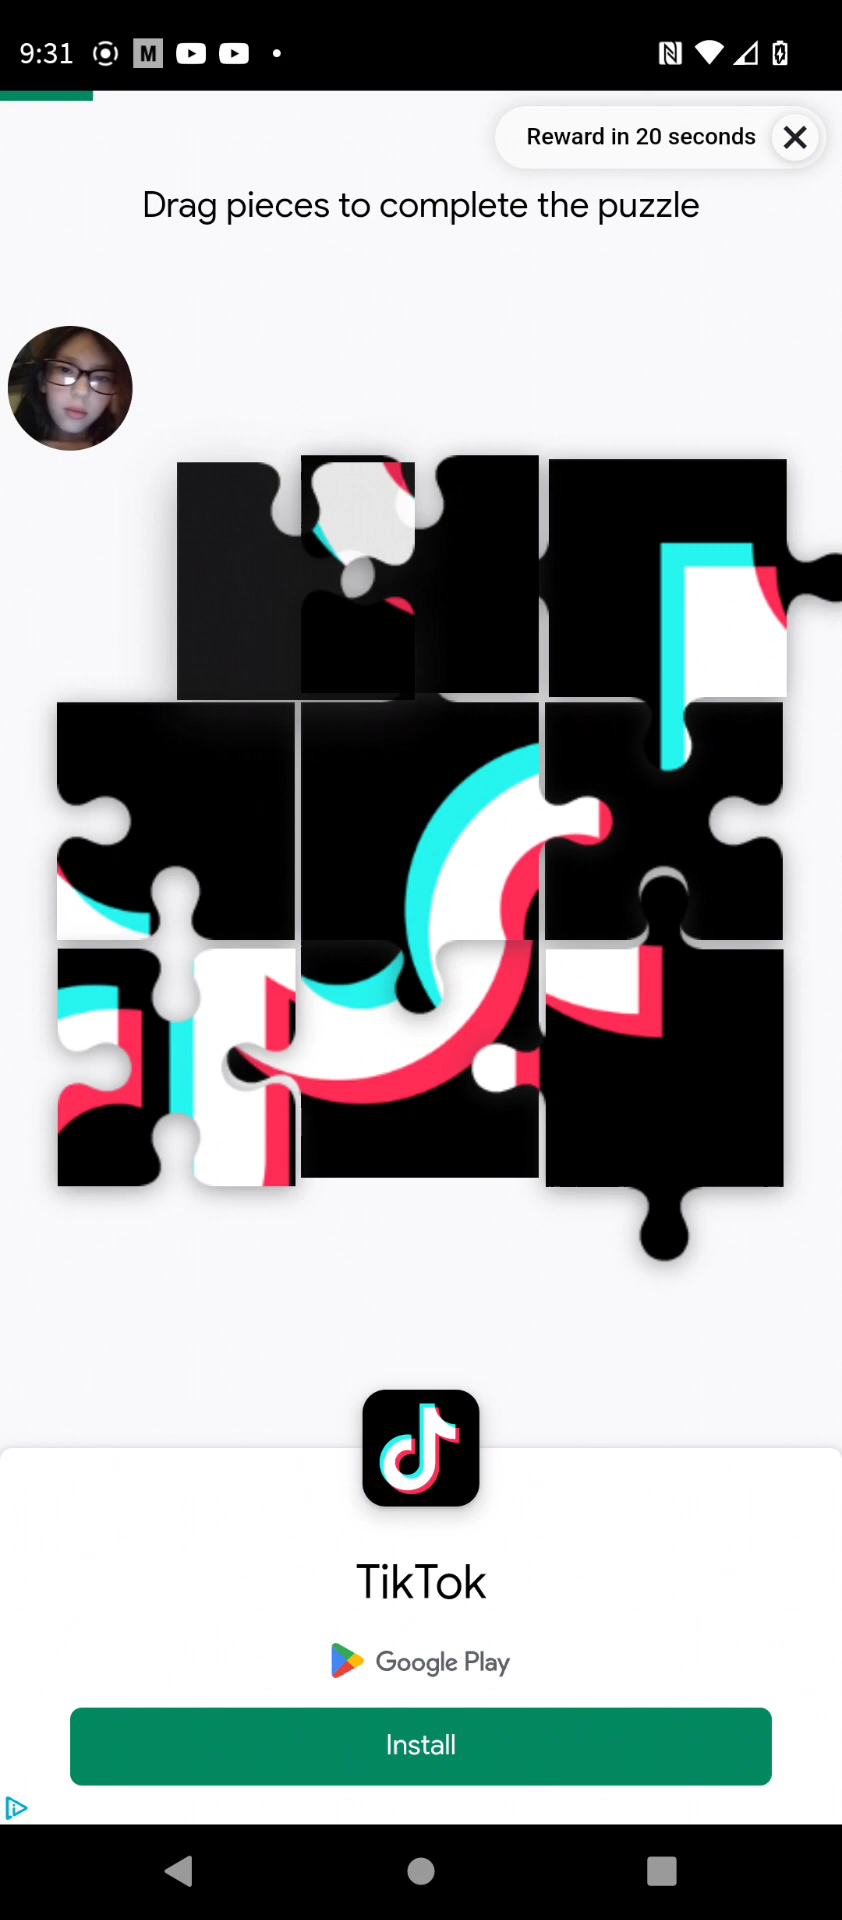 9:31
M
Reward in 20 seconds
Drag pieces to complete the puzzle
TikTok
Google Play
Install